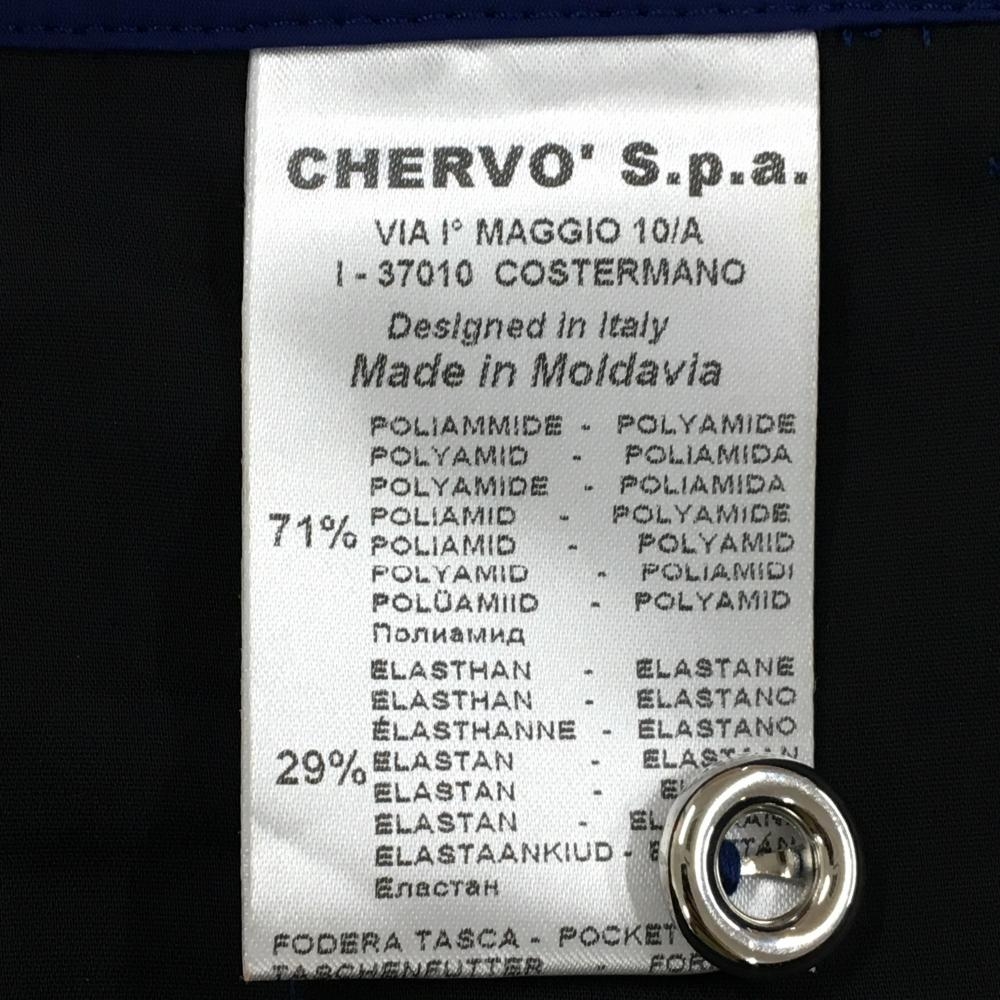 CHERVO' S.p.a.
VIA I° MAGGIO 10/A
I - 37010 COSTERMANO
Designed in Italy
Made in Moldavia
71%
POLIAMMIDE - POLYAMIDE
POLYAMID - POLIAMIDA
POLYAMIDE - POLIAMIDA
POLIAMID - POLYAMIDE
POLIAMID - POLYAMID
POLYAMID - POLIAMIDI
POLÜAMIID - POLYAMID
Полиамид
29%
ELASTHAN - ELASTANE
ELASTHAN - ELASTANO
ÉLASTHANNE - ELASTANO
ELASTAN -
ELASTAN -
ELASTAN -
ELASTAANKIUD -
Еластан
FODERA TASCA - POCKET
TASCHENFUTTER -